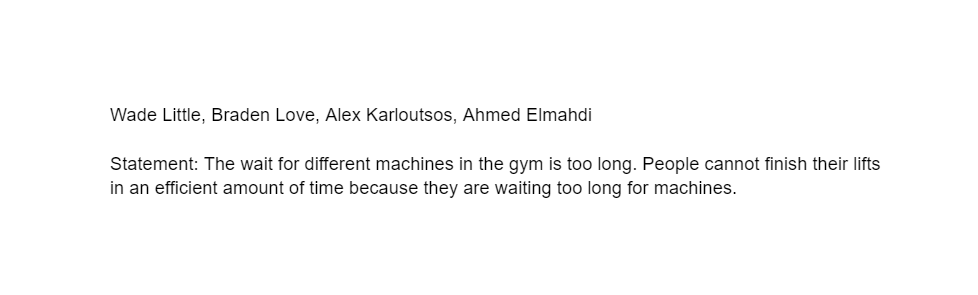 Wade Little, Braden Love, Alex Karloutsos, Ahmed Elmahdi
Statement: The wait for different machines in the gym is too long. People cannot finish their lifts
in an efficient amount of time because they are waiting too long for machines.